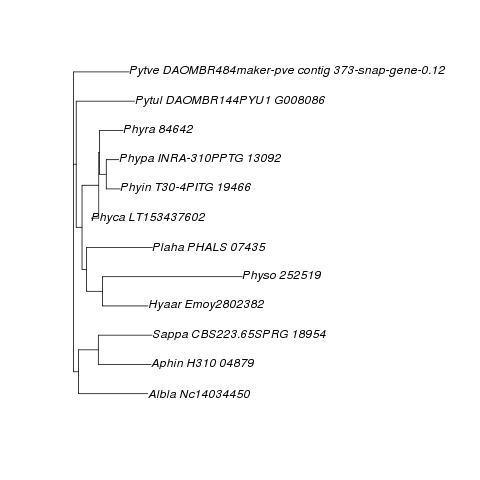 Pytve DAOMBR484maker-pve contig 373-snap-gene-0.12
Pytul DAOMBR144PYU1 G008086
Phyra 84642
Phypa INRA-310PPTG 13092
Phyin T30-4PITG 19466
Phyca LT153437602
Plaha PHALS 07435
Physo 252519
Hyaar Emoy2802382
Sappa CBS223.65SPRG 18954
Aphin H310 04879
Albla Nc14034450